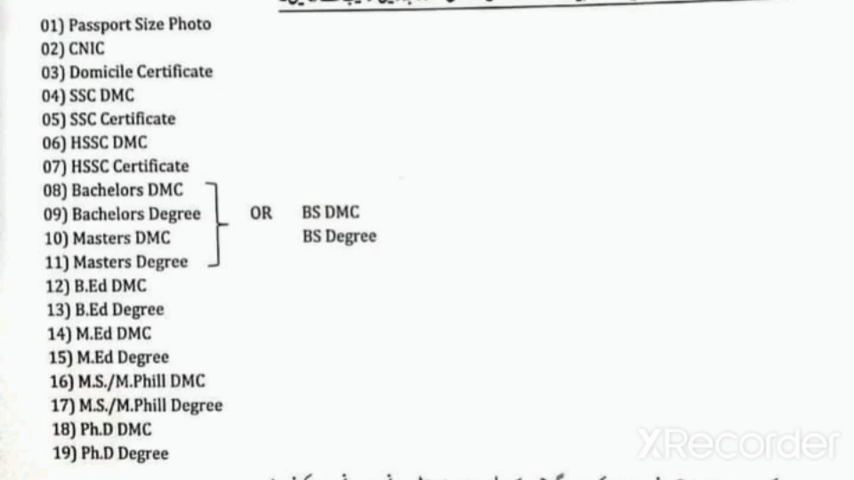 01) Passport Size Photo
02) CNIC
03) Domicile Certificate
04) SSC DMC
05) SSC Certificate
06) HSSC DMC
07) HSSC Certificate
08) Bachelors DMC
09) Bachelors Degree OR BS DMC
10) Masters DMC BS Degree
11) Masters Degree
12) B.Ed DMC
13) B.Ed Degree
14) M.Ed DMC
15) M.Ed Degree
16) M.S./M.Phill DMC
17) M.S./M.Phill Degree
18) Ph.D DMC
19) Ph.D Degree
XRecorder